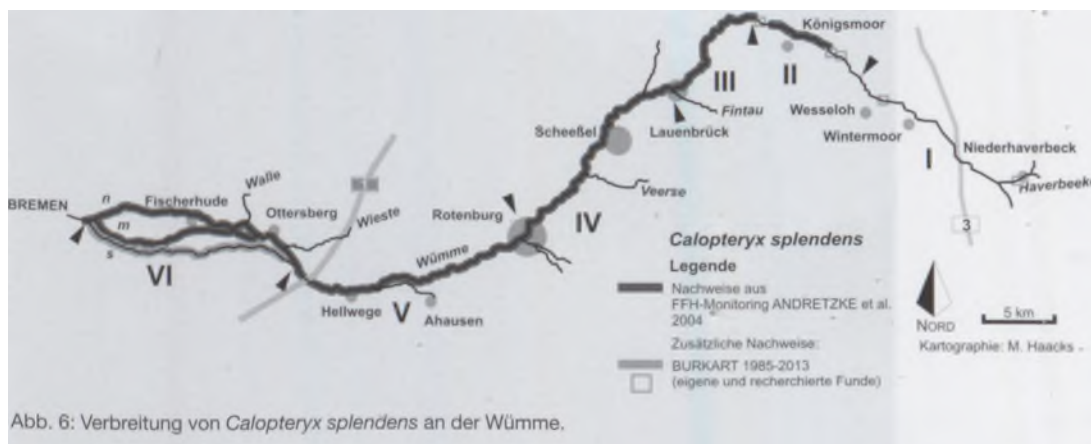 Königsmoor
III
II
Fintau
Wesseloh
Scheeßel
Lauenbrück
Wintermoor
I
Niederhaverbeck
Haverbeeke
Walle
Veerse
n
Fischerhude
BREMEN
Ottersberg
Wieste
Rotenburg
IV
m
s
VI
Wümme
3
Hellwege
V
Ahausen
Calopteryx splendens
Legende
Nachweise aus
FFH-Monitoring ANDRETZKE et al.
2004
Zusätzliche Nachweise:
BURKART 1985-2013
(eigene und recherchierte Funde)
NORD
5 km
Kartographie: M. Haacks
Abb. 6: Verbreitung von Calopteryx splendens an der Wümme.